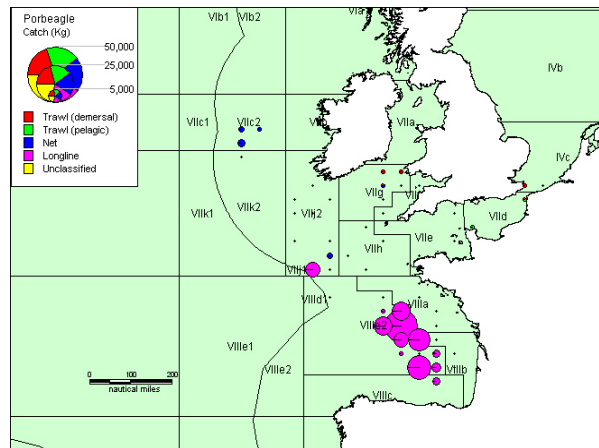 Porbeagle
Catch (Kg)
50,000
25,000
5,000
Trawl (demersal)
Trawl (pelagic)
Net
Longline
Unclassified
VIb1
VIb2
VIa
IVb
VIIc1
VIIc2
VIIa
IVc
VIIg
VIIk1
VIIk2
VIIj2
VIId
VIIe
VIIh
VIIj1
VIIId1
VIIIa
VIIId2
VIIIe1
VIIIe2
VIIIb
VIIIc
0 100 200
nautical miles